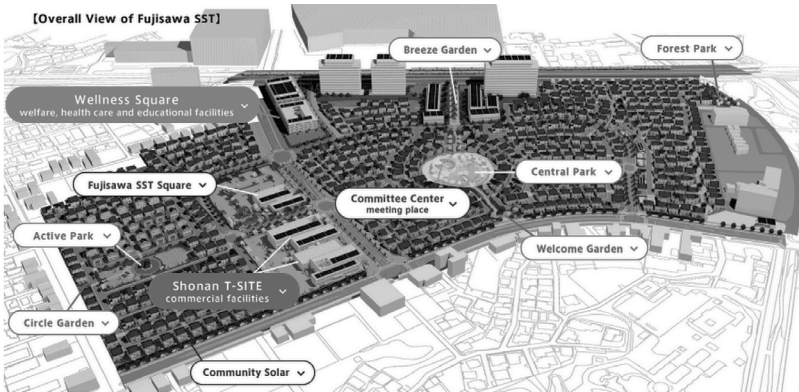 【Overall View of Fujisawa SST】
Breeze Garden
Forest Park
Wellness Square
welfare, health care and educational facilities
Central Park
Fujisawa SST Square
Committee Center
meeting place
Active Park
Welcome Garden
Shonan T-SITE
commercial facilities
Circle Garden
Community Solar